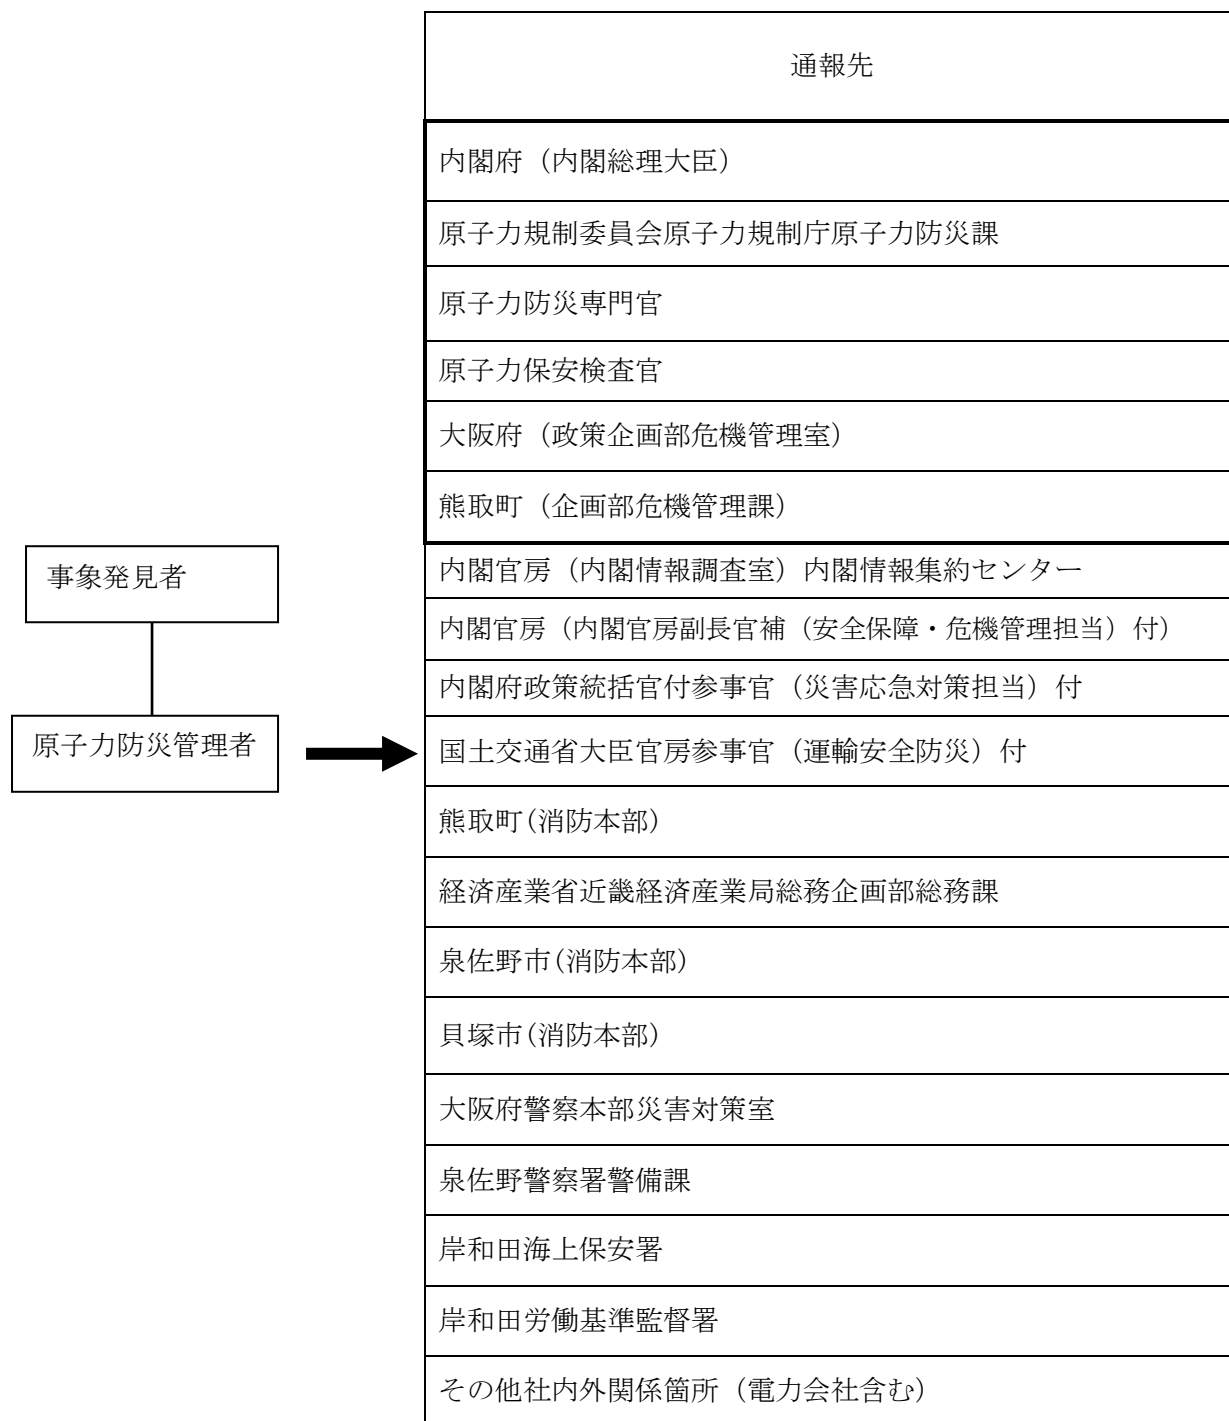 通報先
内閣府（内閣総理大臣）
原子力規制委員会原子力規制庁原子力防災課
原子力防災専門官
原子力保安検査官
大阪府（政策企画部危機管理室）
熊取町（企画部危機管理課）
事象発見者
原子力防災管理者
内閣官房（内閣情報調査室）内閣情報集約センター
内閣官房（内閣官房副長官補（安全保障・危機管理担当）付）
内閣府政策統括官付参事官（災害応急対策担当）付
国土交通省大臣官房参事官（運輸安全防災）付
熊取町(消防本部)
経済産業省近畿経済産業局総務企画部総務課
泉佐野市(消防本部)
貝塚市(消防本部)
大阪府警察本部災害対策室
泉佐野警察署警備課
岸和田海上保安署
岸和田労働基準監督署
その他社内外関係箇所（電力会社含む）